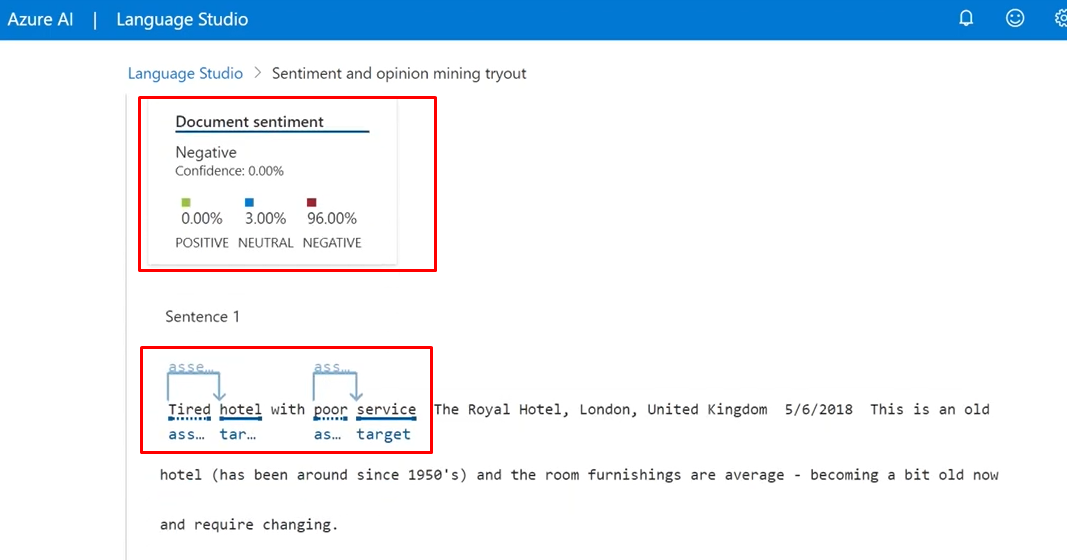 Azure AI | Language Studio
Language Studio > Sentiment and opinion mining tryout
Document sentiment
Negative
Confidence: 0.00%
0.00% 3.00% 96.00%
POSITIVE NEUTRAL NEGATIVE
Sentence 1
asse... ass...
Tired hotel with poor service The Royal Hotel, London, United Kingdom 5/6/2018 This is an old
ass... tar... as... target
hotel (has been around since 1950's) and the room furnishings are average - becoming a bit old now
and require changing.